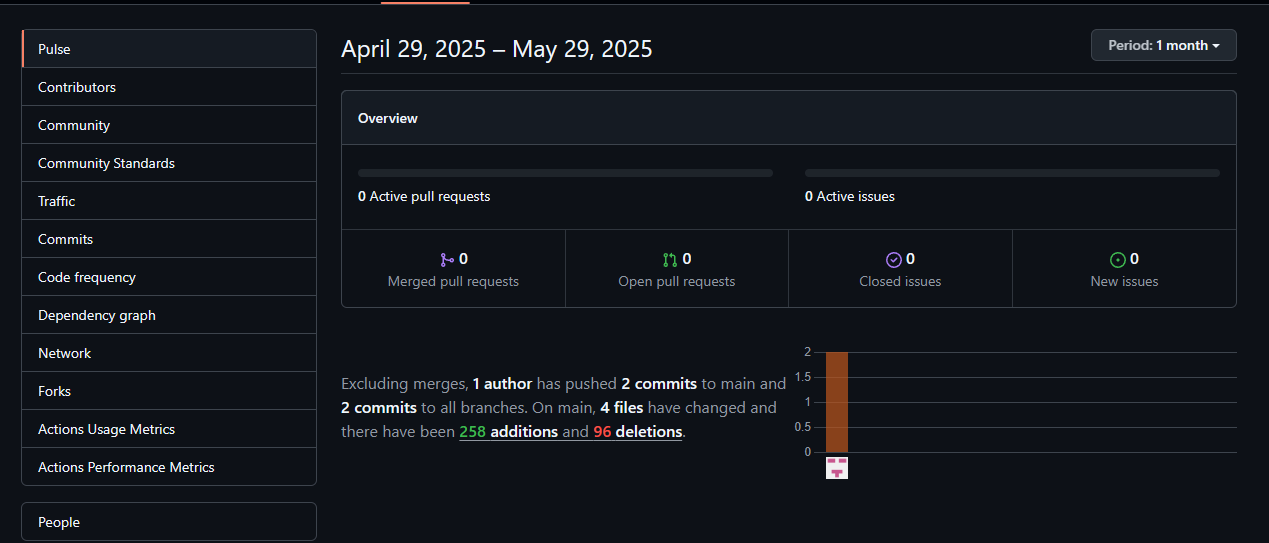 Pulse
Contributors
Community
Community Standards
Traffic
Commits
Code frequency
Dependency graph
Network
Forks
Actions Usage Metrics
Actions Performance Metrics
People
April 29, 2025 – May 29, 2025
Period: 1 month
Overview
0 Active pull requests
0 Active issues
0
Merged pull requests
0
Open pull requests
0
Closed issues
0
New issues
Excluding merges, 1 author has pushed 2 commits to main and
2 commits to all branches. On main, 4 files have changed and
there have been 258 additions and 96 deletions.
2
1.5
1
0.5
0